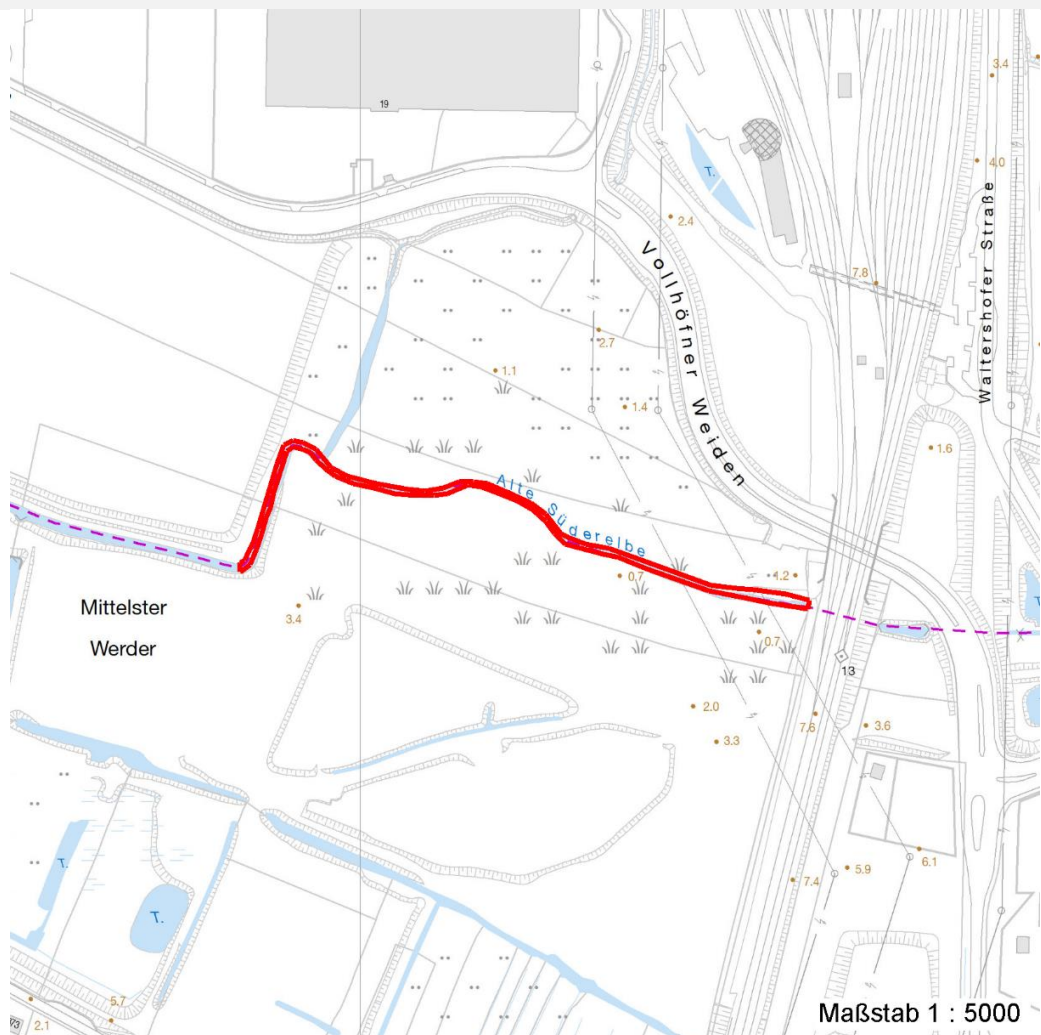 19
3.4
4.0
T.
2.4
Vollhöfner Weiden
Waltershofer Straße
7.8
2.7
1.1
1.4
1.6
Alte Süderelbe
0.7
1.2
Mittelster
Werder
3.4
0.7
13
2.0
7.6
3.6
3.3
T.
6.1
5.9
7.4
T.
5.7
2.1
Maßstab 1 : 5000